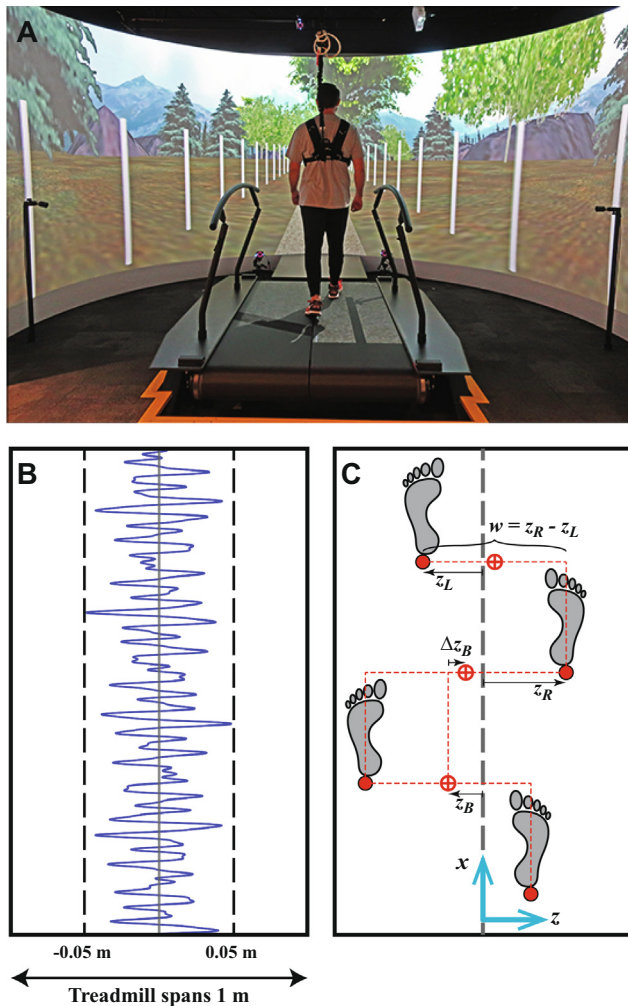 A
B
-0.05 m
0.05 m
Treadmill spans 1 m
C
w = z_R - z_L
z_L
Δz_B
z_R
z_B
x
z